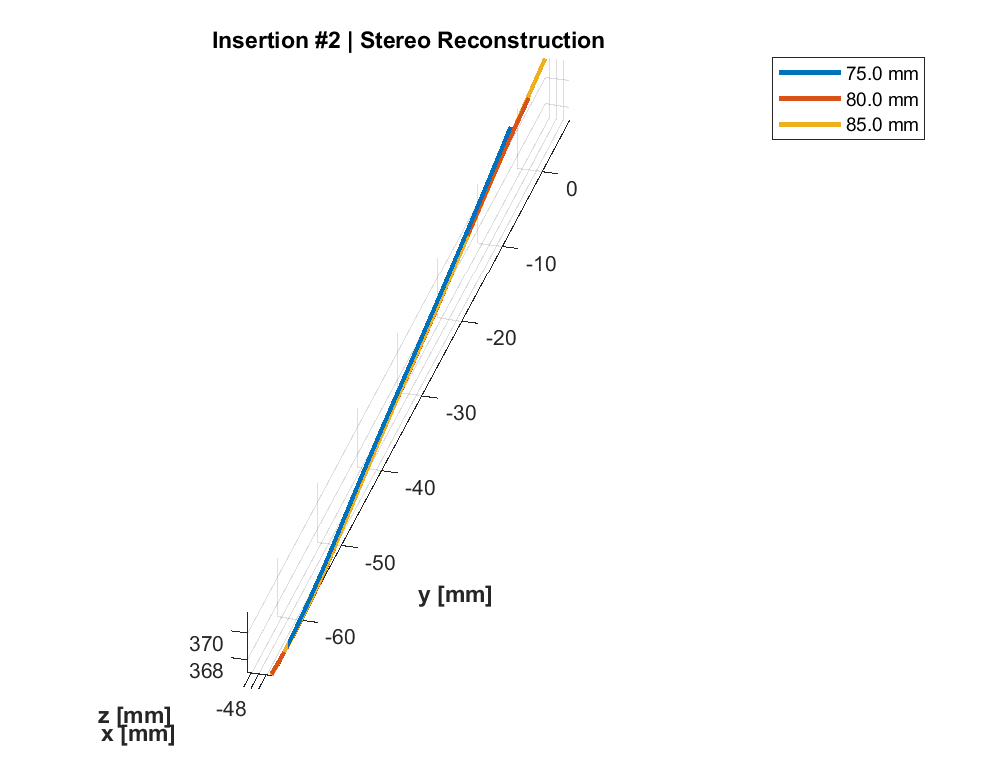 Insertion #2 | Stereo Reconstruction
75.0 mm
80.0 mm
85.0 mm
0
-10
-20
-30
-40
-50
-60
y [mm]
370
368
-48
z [mm]
x [mm]